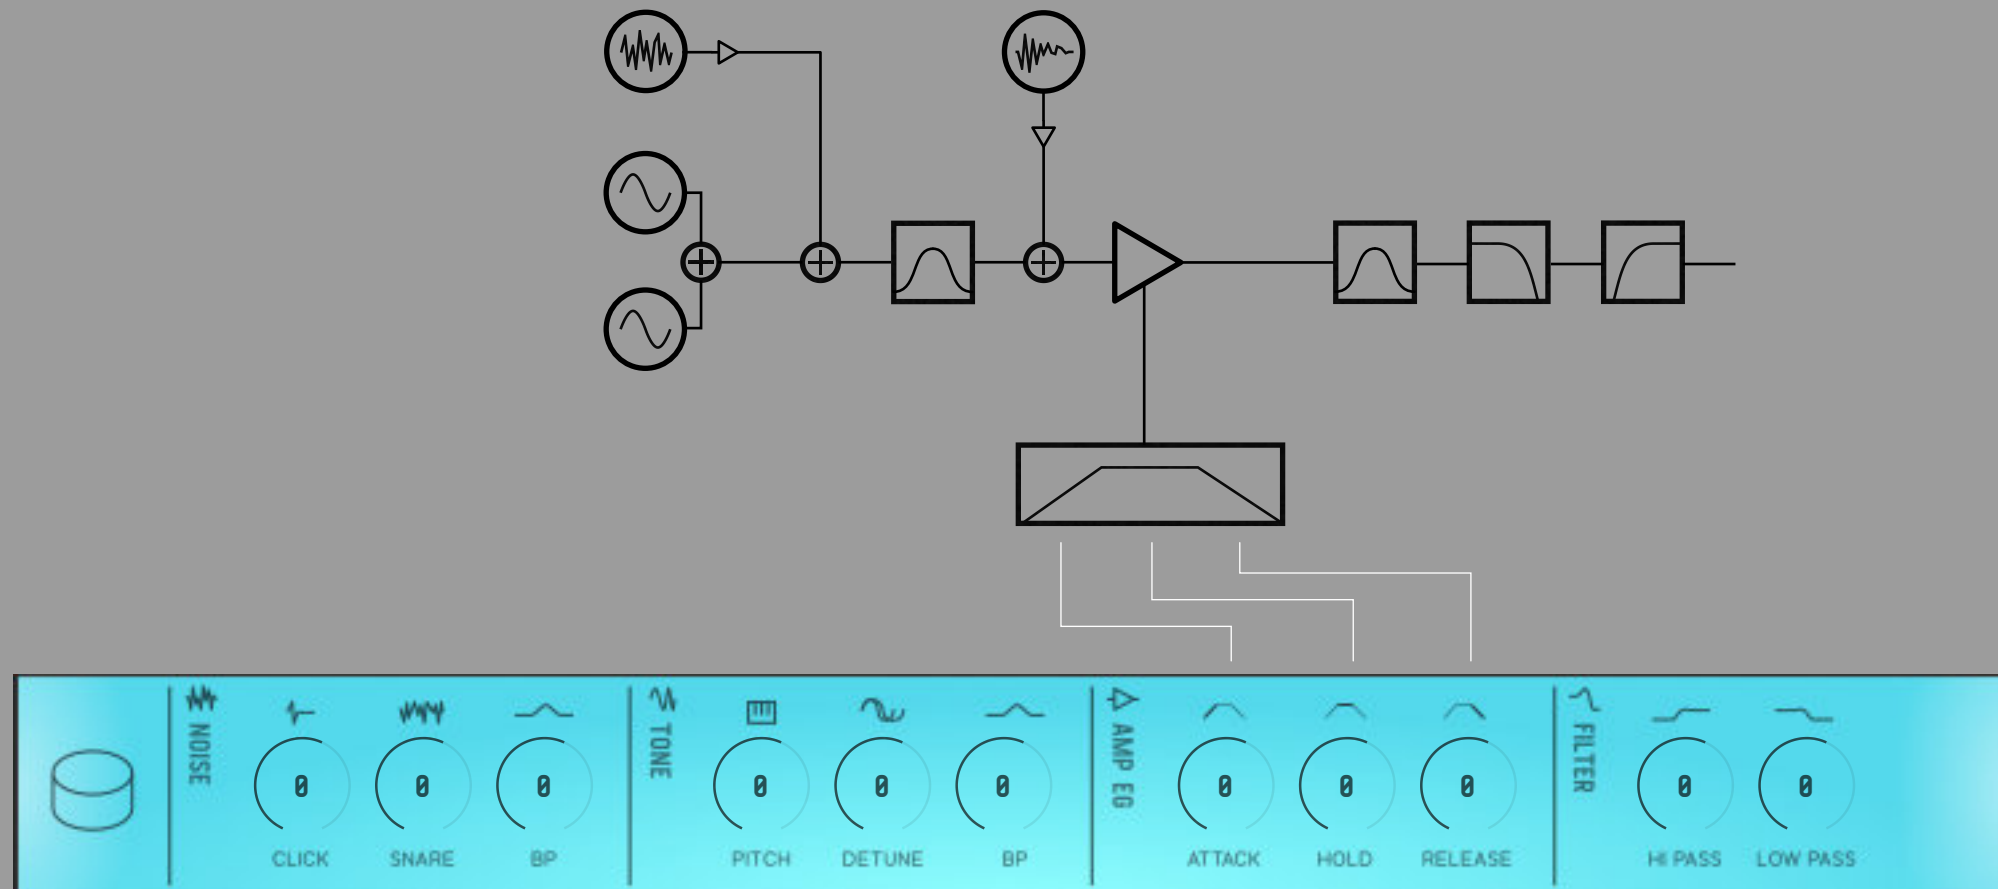 NOISE
0
0
0
CLICK
SNARE
BP
TONE
0
0
0
PITCH
DETUNE
BP
AMP EG
0
0
0
ATTACK
HOLD
RELEASE
FILTER
0
0
HI PASS
LOW PASS